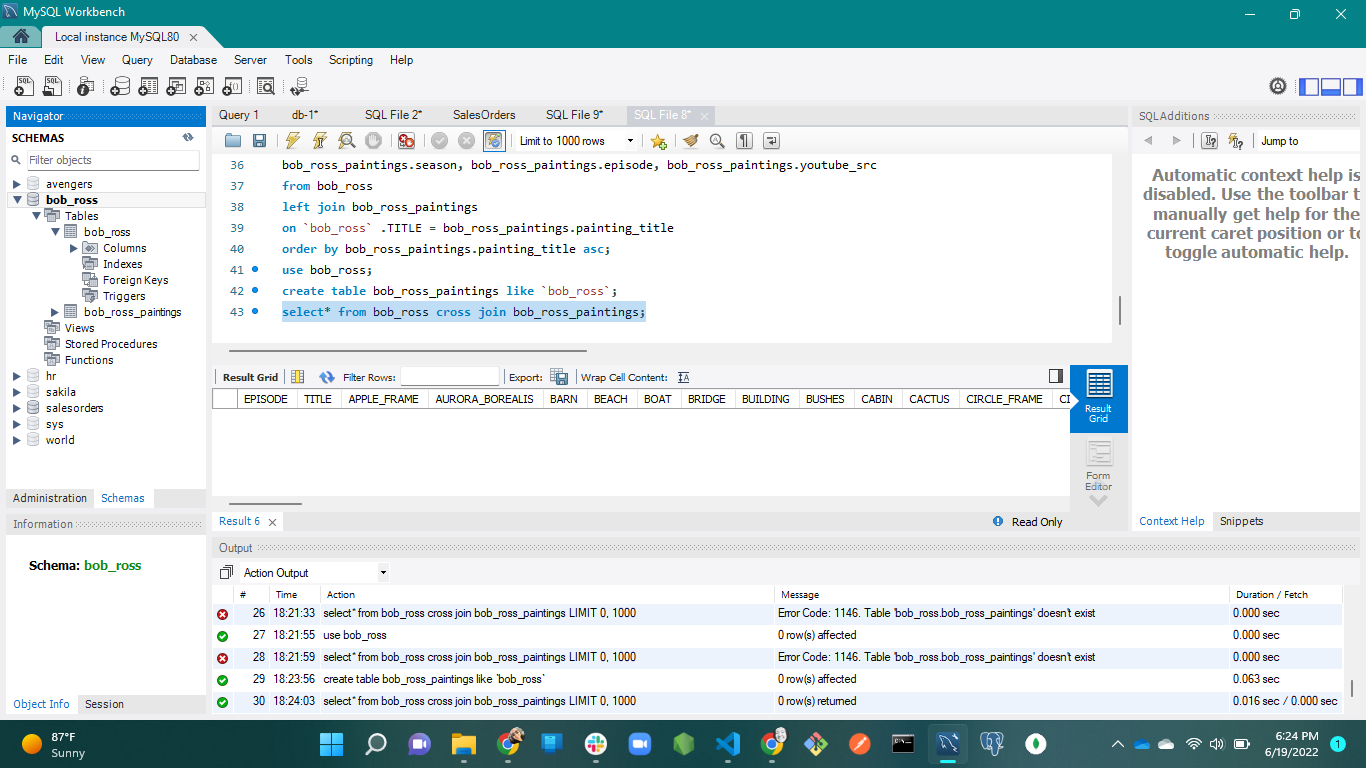 MySQL Workbench
Local instance MySQL80
File Edit View Query Database Server Tools Scripting Help
Navigator
SCHEMAS
Filter objects
avengers
bob_ross
Tables
bob_ross
Columns
Indexes
Foreign Keys
Triggers
bob_ross_paintings
Views
Stored Procedures
Functions
hr
sakila
salesorders
sys
world
Administration Schemas
Information
Schema: bob_ross
Object Info Session
Query 1 db-1* SQL File 2* SalesOrders SQL File 9* SQL File 8*
Limit to 1000 rows
36 bob_ross_paintings.season, bob_ross_paintings.episode, bob_ross_paintings.youtube_src
37 from bob_ross
38 left join bob_ross_paintings
39 on `bob_ross` .TITLE = bob_ross_paintings.painting_title
40 order by bob_ross_paintings.painting_title asc;
41 use bob_ross;
42 create table bob_ross_paintings like `bob_ross`;
43 select* from bob_ross cross join bob_ross_paintings;
Result Grid Filter Rows: Export: Wrap Cell Content:
EPISODE TITLE APPLE_FRAME AURORA_BOREALIS BARN BEACH BOAT BRIDGE BUILDING BUSHES CABIN CACTUS CIRCLE_FRAME CI
Result Grid
Form Editor
Result 6 Read Only
SQLAdditions
Jump to
Automatic context help is
disabled. Use the toolbar t
manually get help for the
current caret position or to
toggle automatic help.
Context Help Snippets
Output
Action Output
# Time Action Message Duration / Fetch
26 18:21:33 select* from bob_ross cross join bob_ross_paintings LIMIT 0, 1000 Error Code: 1146. Table 'bob_ross.bob_ross_paintings' doesn't exist 0.000 sec
27 18:21:55 use bob_ross 0 row(s) affected 0.000 sec
28 18:21:59 select* from bob_ross cross join bob_ross_paintings LIMIT 0, 1000 Error Code: 1146. Table 'bob_ross.bob_ross_paintings' doesn't exist 0.000 sec
29 18:23:56 create table bob_ross_paintings like `bob_ross` 0 row(s) affected 0.063 sec
30 18:24:03 select* from bob_ross cross join bob_ross_paintings LIMIT 0, 1000 0 row(s) returned 0.016 sec / 0.000 sec
87°F
Sunny
6:24 PM
6/19/2022
1